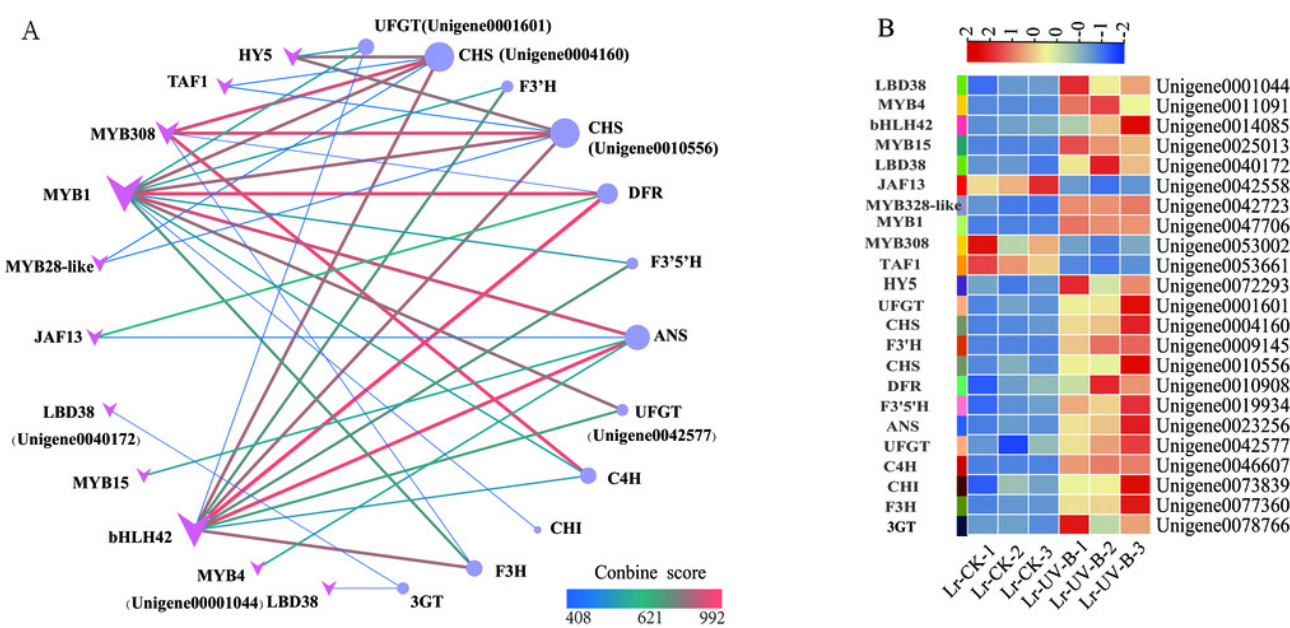 A
UFGT(Unigene0001601)
HY5
CHS (Unigene0004160)
TAF1
F3'H
MYB308
CHS
(Unigene0010556)
MYB1
DFR
MYB28-like
F3'5'H
JAF13
ANS
LBD38
(Unigene0040172)
UFGT
(Unigene0042577)
MYB15
C4H
bHLH42
CHI
MYB4
F3H
(Unigene00001044) LBD38
3GT
Conbine score
408 621 992
B
2 1 0 -0 -1 -2
LBD38 Unigene0001044
MYB4 Unigene0011091
bHLH42 Unigene0014085
MYB15 Unigene0025013
LBD38 Unigene0040172
JAF13 Unigene0042558
MYB328-like Unigene0042723
MYB1 Unigene0047706
MYB308 Unigene0053002
TAF1 Unigene0053661
HY5 Unigene0072293
UFGT Unigene0001601
CHS Unigene0004160
F3'H Unigene0009145
CHS Unigene0010556
DFR Unigene0010908
F3'5'H Unigene0019934
ANS Unigene0023256
UFGT Unigene0042577
C4H Unigene0046607
CHI Unigene0073839
F3H Unigene0077360
3GT Unigene0078766
Lr-CK-1 Lr-CK-2 Lr-CK-3 Lr-UV-B-1 Lr-UV-B-2 Lr-UV-B-3